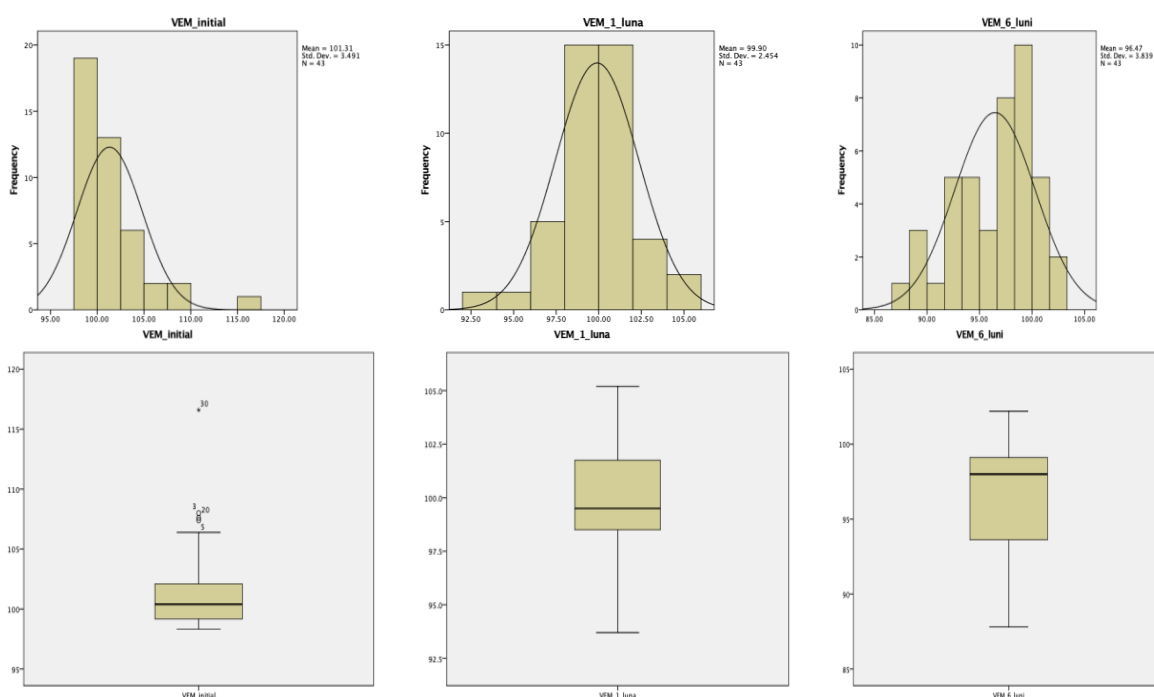 VEM_initial
20
15
10
5
0
Frequency
95.00 100.00 105.00 110.00 115.00 120.00
Mean = 101.31
Std. Dev. = 3.491
N = 43
VEM_1_luna
15
10
5
0
Frequency
92.50 95.00 97.50 100.00 102.50 105.00
Mean = 99.90
Std. Dev. = 2.454
N = 43
VEM_6_luni
10
8
6
4
2
0
Frequency
85.00 90.00 95.00 100.00 105.00
Mean = 96.47
Std. Dev. = 3.839
N = 43
VEM_initial
120
115
110
105
100
95
30
3 20
5
VEM_initial
VEM_1_luna
105.0
102.5
100.0
97.5
95.0
92.5
VEM_1_luna
VEM_6_luni
105
100
95
90
85
VEM_6_luni